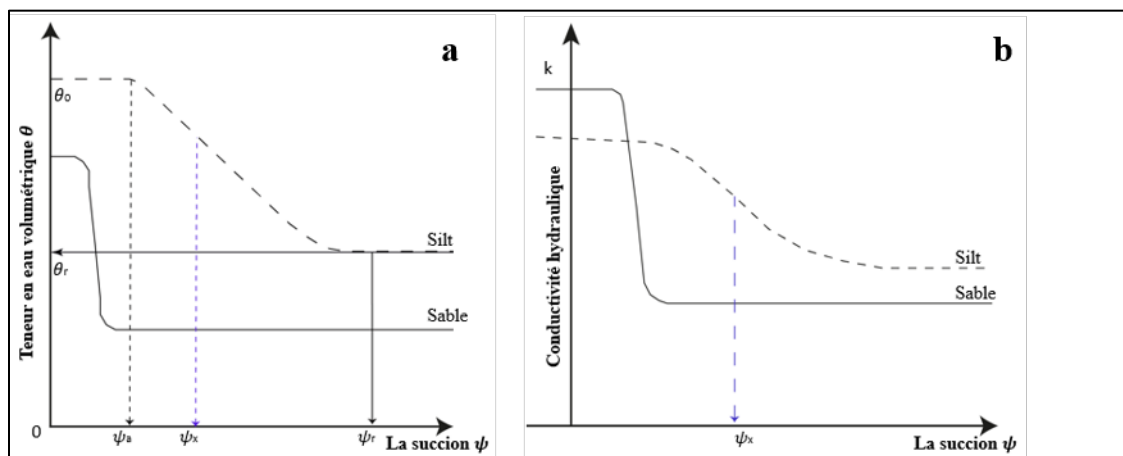 a
Teneur en eau volumétrique θ
θ₀
θr
Silt
Sable
0
ψa
ψx
ψr
La succion ψ
b
k
Conductivité hydraulique
Silt
Sable
ψx
La succion ψ